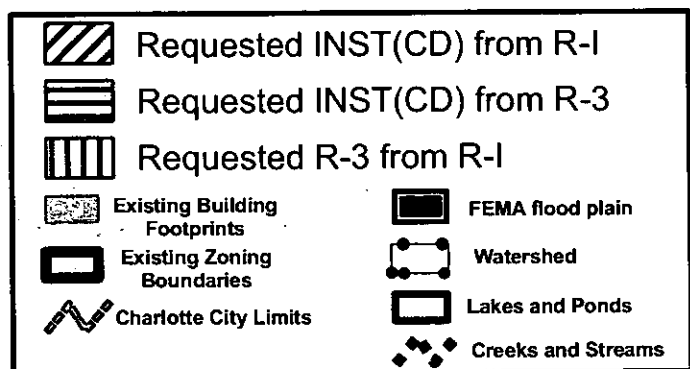 Requested INST(CD) from R-I
Requested INST(CD) from R-3
Requested R-3 from R-I
Existing Building
Footprints
Existing Zoning
Boundaries
Charlotte City Limits
FEMA flood plain
Watershed
Lakes and Ponds
Creeks and Streams